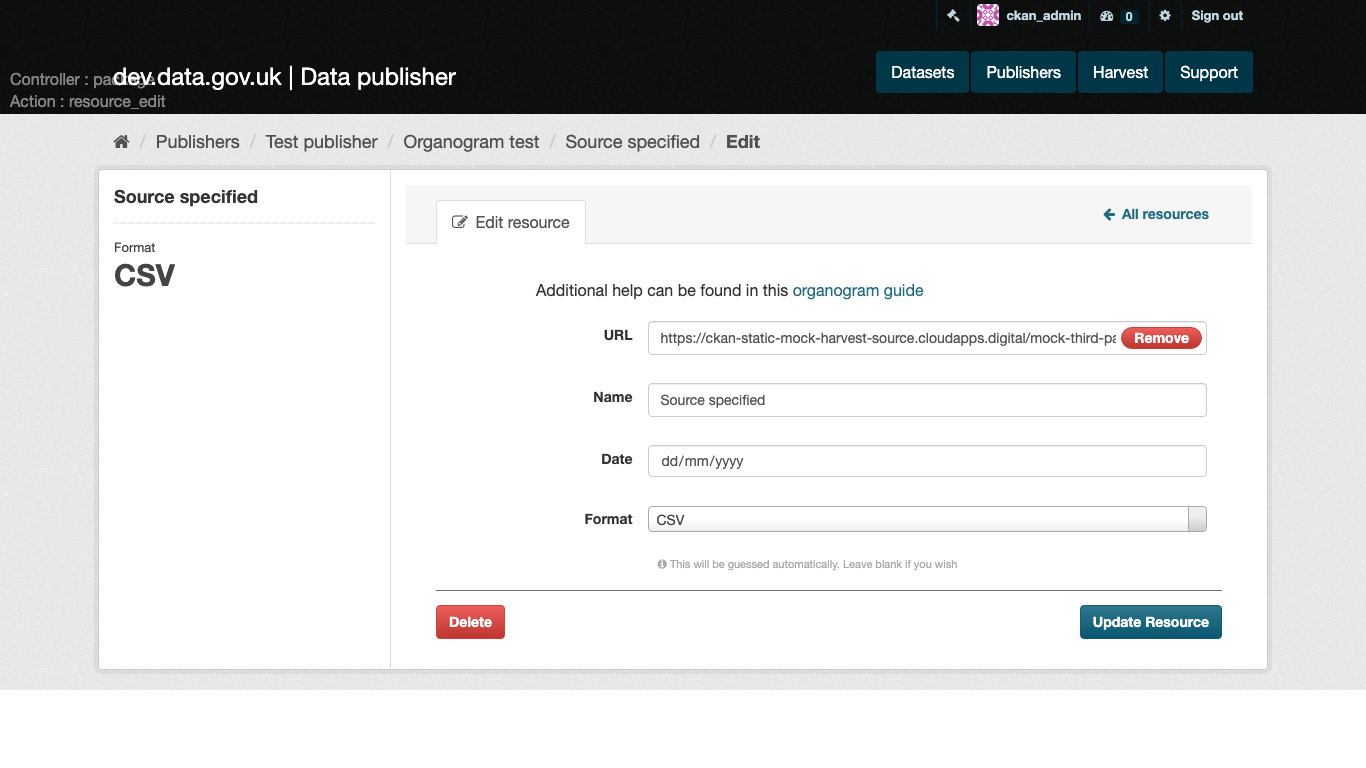 ckan_admin 0 Sign out
Controller : package
dev.data.gov.uk | Data publisher
Datasets Publishers Harvest Support
Action : resource_edit
/ Publishers / Test publisher / Organogram test / Source specified / Edit
Source specified
Format
CSV
Edit resource
All resources
Additional help can be found in this organogram guide
URL https://ckan-static-mock-harvest-source.cloudapps.digital/mock-third-pa Remove
Name Source specified
Date dd/mm/yyyy
Format CSV
This will be guessed automatically. Leave blank if you wish
Delete Update Resource